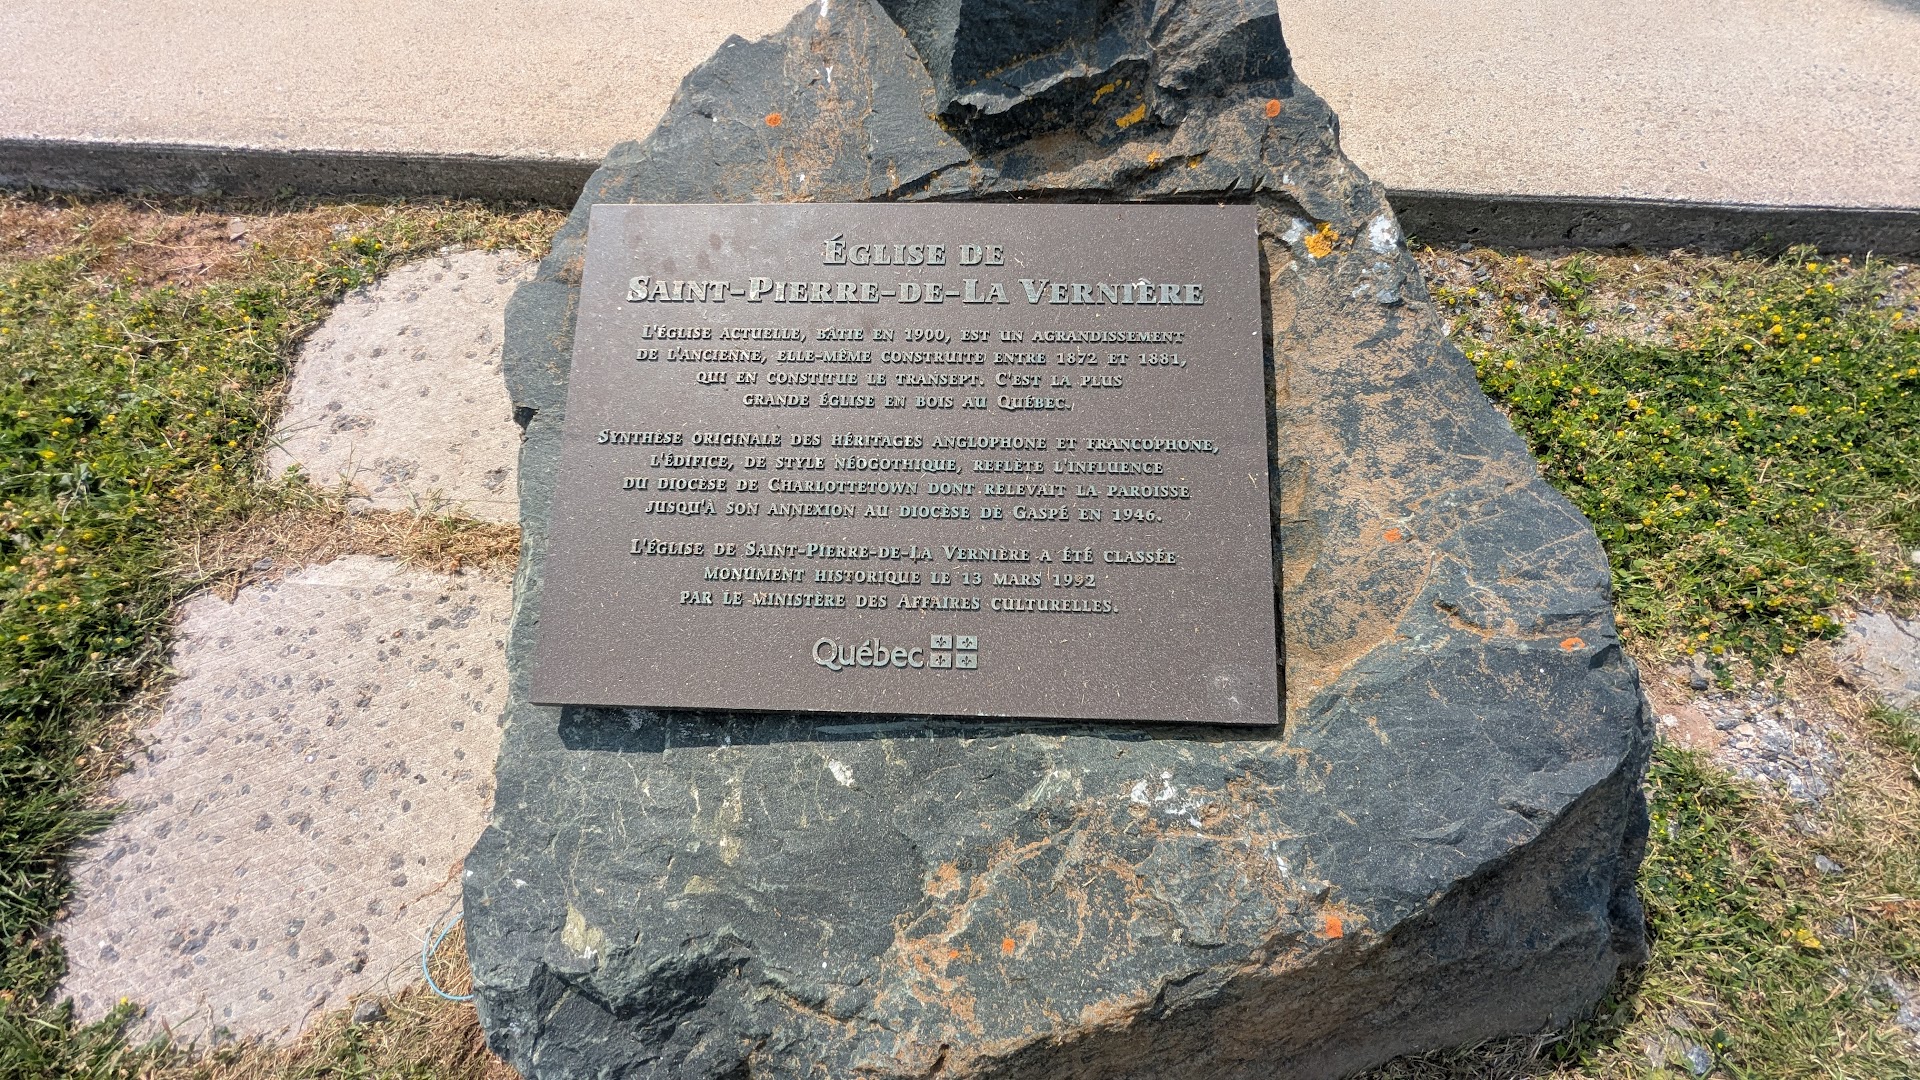 ÉGLISE DE
SAINT-PIERRE-DE-LA VERNIÈRE
L'ÉGLISE ACTUELLE, BÂTIE EN 1900, EST UN AGRANDISSEMENT
DE L'ANCIENNE, ELLE-MÊME CONSTRUITE ENTRE 1872 ET 1881,
QUI EN CONSTITUE LE TRANSEPT. C'EST LA PLUS
GRANDE ÉGLISE EN BOIS AU QUÉBEC.
SYNTHÈSE ORIGINALE DES HÉRITAGES ANGLOPHONE ET FRANCOPHONE,
L'ÉDIFICE, DE STYLE NÉOGOTHIQUE, REFLÈTE L'INFLUENCE
DU DIOCÈSE DE CHARLOTTETOWN DONT RELEVAIT LA PAROISSE
JUSQU'À SON ANNEXION AU DIOCÈSE DE GASPÉ EN 1946.
L'ÉGLISE DE SAINT-PIERRE-DE-LA VERNIÈRE A ÉTÉ CLASSÉE
MONUMENT HISTORIQUE LE 13 MARS 1992
PAR LE MINISTÈRE DES AFFAIRES CULTURELLES.
Québec